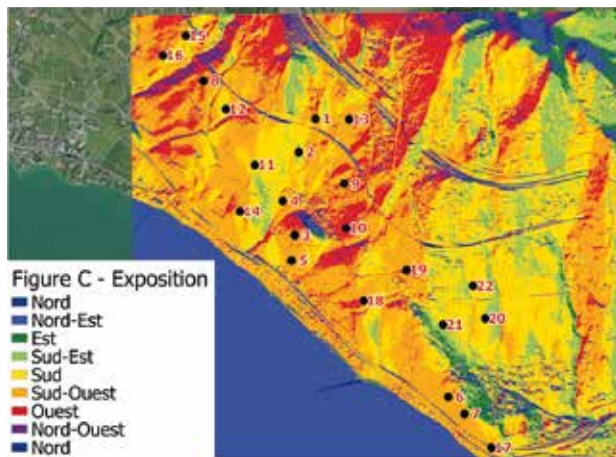 15
16
8
12
1
13
2
11
9
4
14
10
3
5
19
22
18
20
21
6
7
17
Figure C - Exposition
Nord
Nord-Est
Est
Sud-Est
Sud
Sud-Ouest
Ouest
Nord-Ouest
Nord